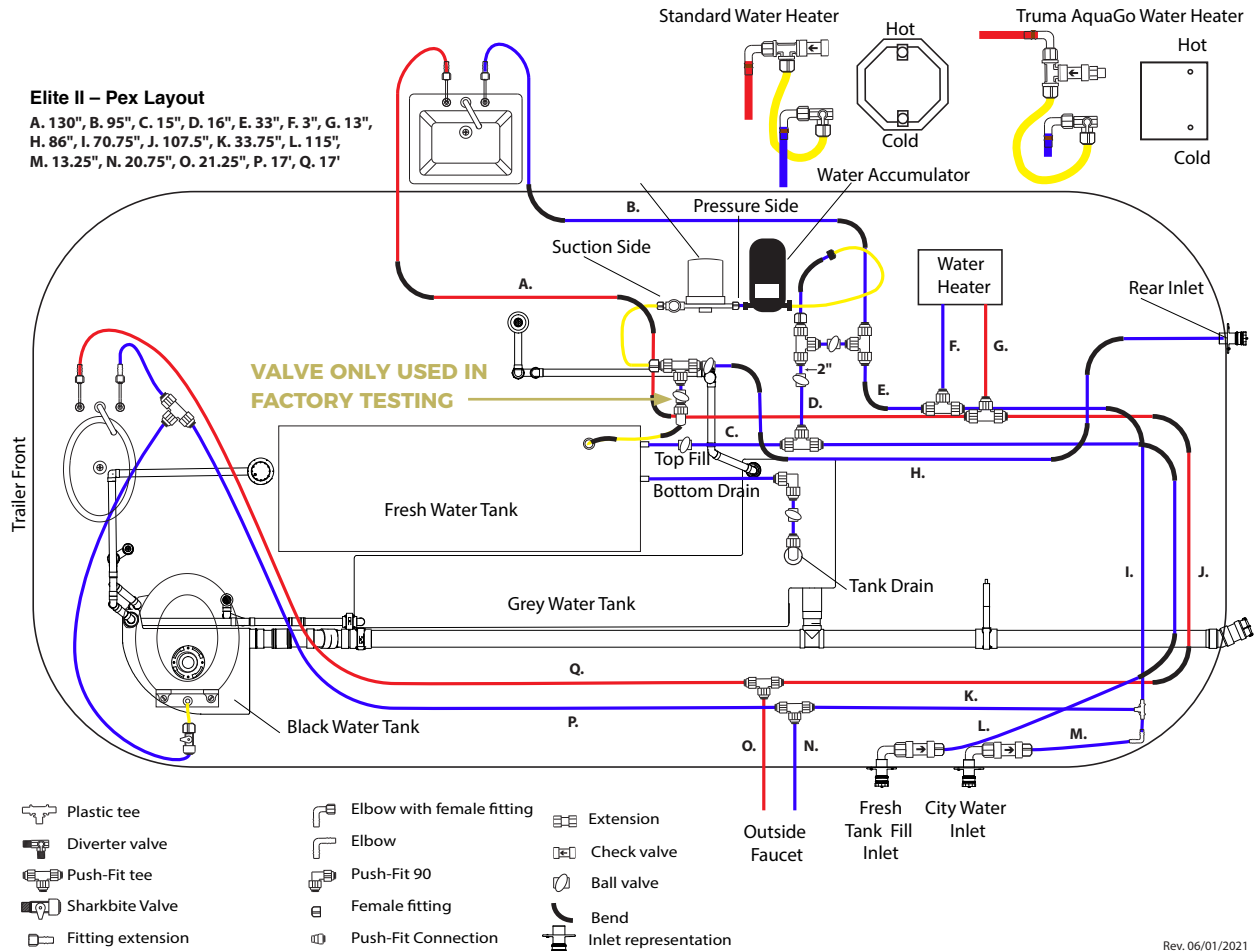 Standard Water Heater
Truma AquaGo Water Heater
Hot
Hot
Elite II – Pex Layout
A. 130", B. 95", C. 15", D. 16", E. 33", F. 3", G. 13",
H. 86", I. 70.75", J. 107.5", K. 33.75", L. 115",
M. 13.25", N. 20.75", O. 21.25", P. 17', Q. 17'
Cold
Cold
Water Accumulator
B.
Pressure Side
Suction Side
Water
Heater
A.
Rear Inlet
F.
G.
VALVE ONLY USED IN
FACTORY TESTING
←2"
E.
D.
C.
Top Fill
H.
Bottom Drain
Trailer Front
Fresh Water Tank
I.
J.
Tank Drain
Grey Water Tank
Q.
K.
Black Water Tank
P.
L.
M.
O.
N.
Outside
Faucet
Fresh
Tank Fill
Inlet
City Water
Inlet
Plastic tee
Diverter valve
Push-Fit tee
Sharkbite Valve
Fitting extension
Elbow with female fitting
Elbow
Push-Fit 90
Female fitting
Push-Fit Connection
Extension
Check valve
Ball valve
Bend
Inlet representation
Rev. 06/01/2021